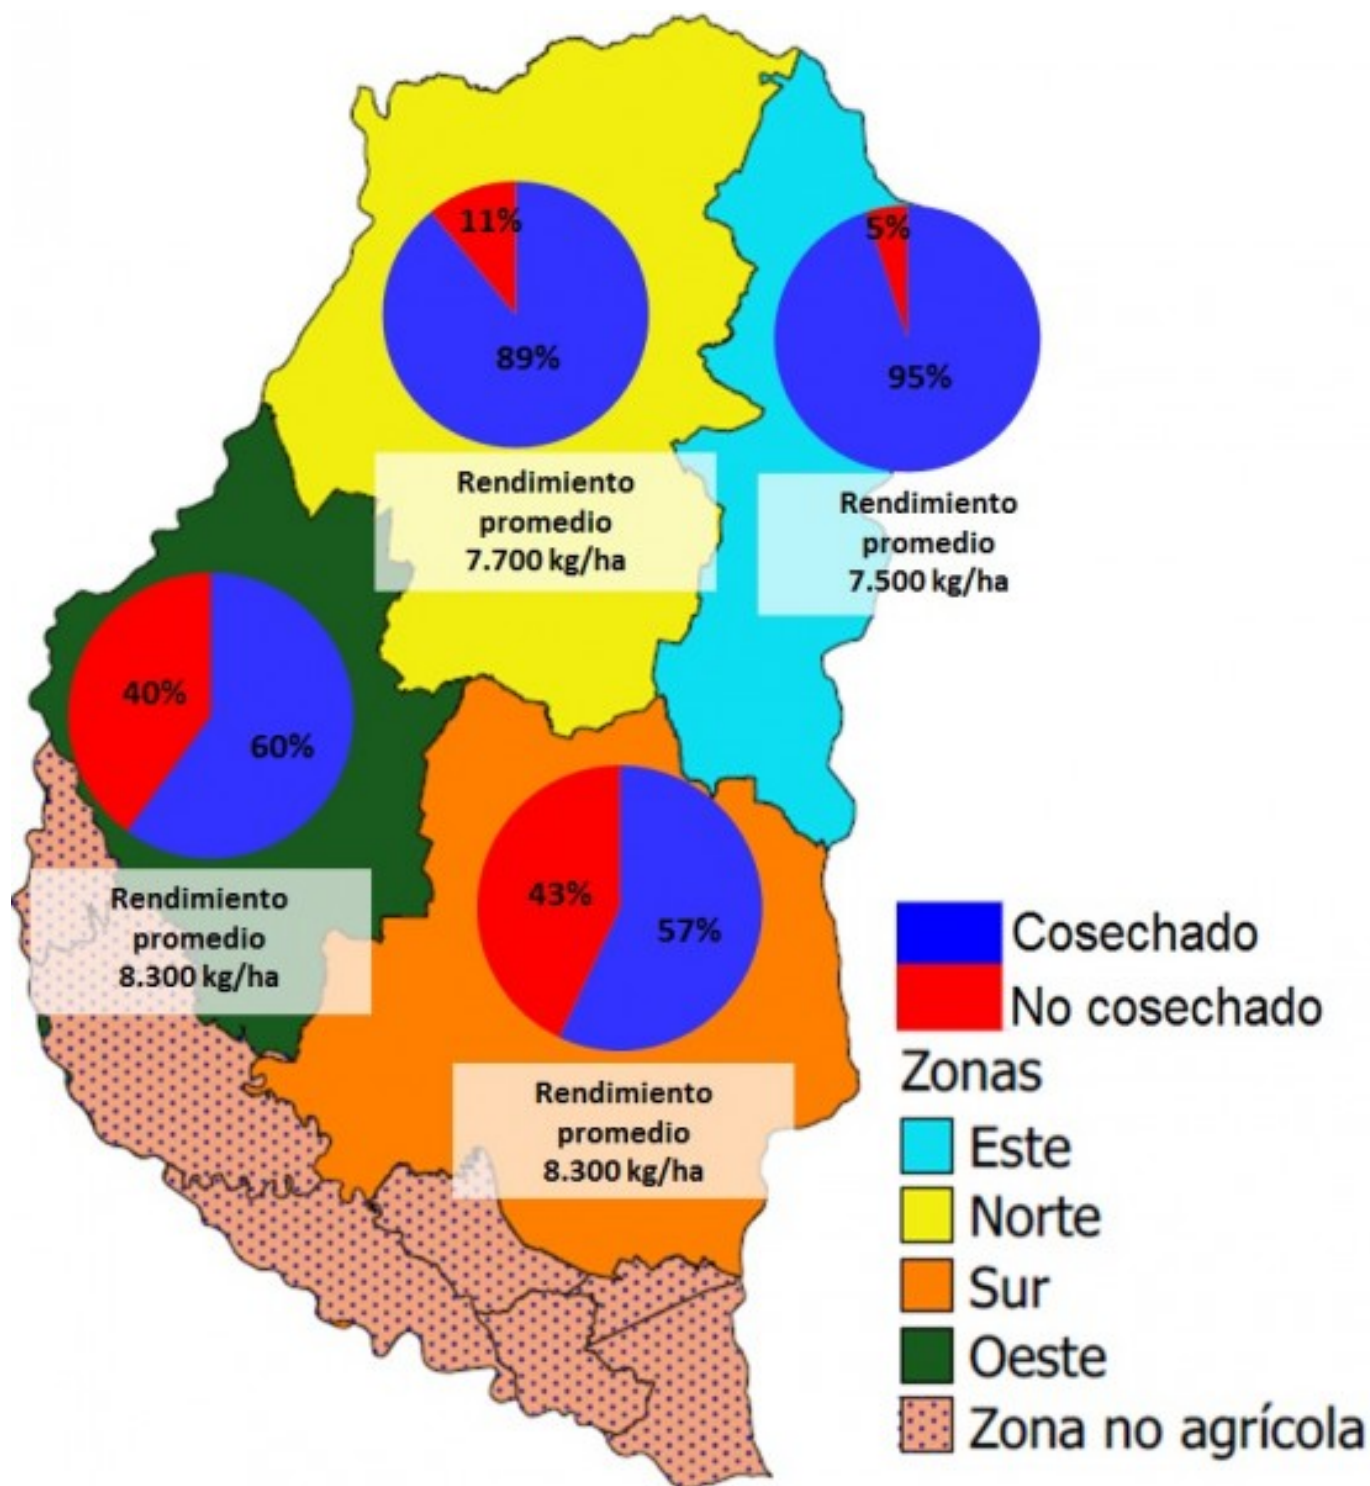 11%
89%
Rendimiento
promedio
7.700 kg/ha
5%
95%
Rendimiento
promedio
7.500 kg/ha
40%
60%
Rendimiento
promedio
8.300 kg/ha
43%
57%
Rendimiento
promedio
8.300 kg/ha
Cosechado
No cosechado
Zonas
Este
Norte
Sur
Oeste
Zona no agrícola